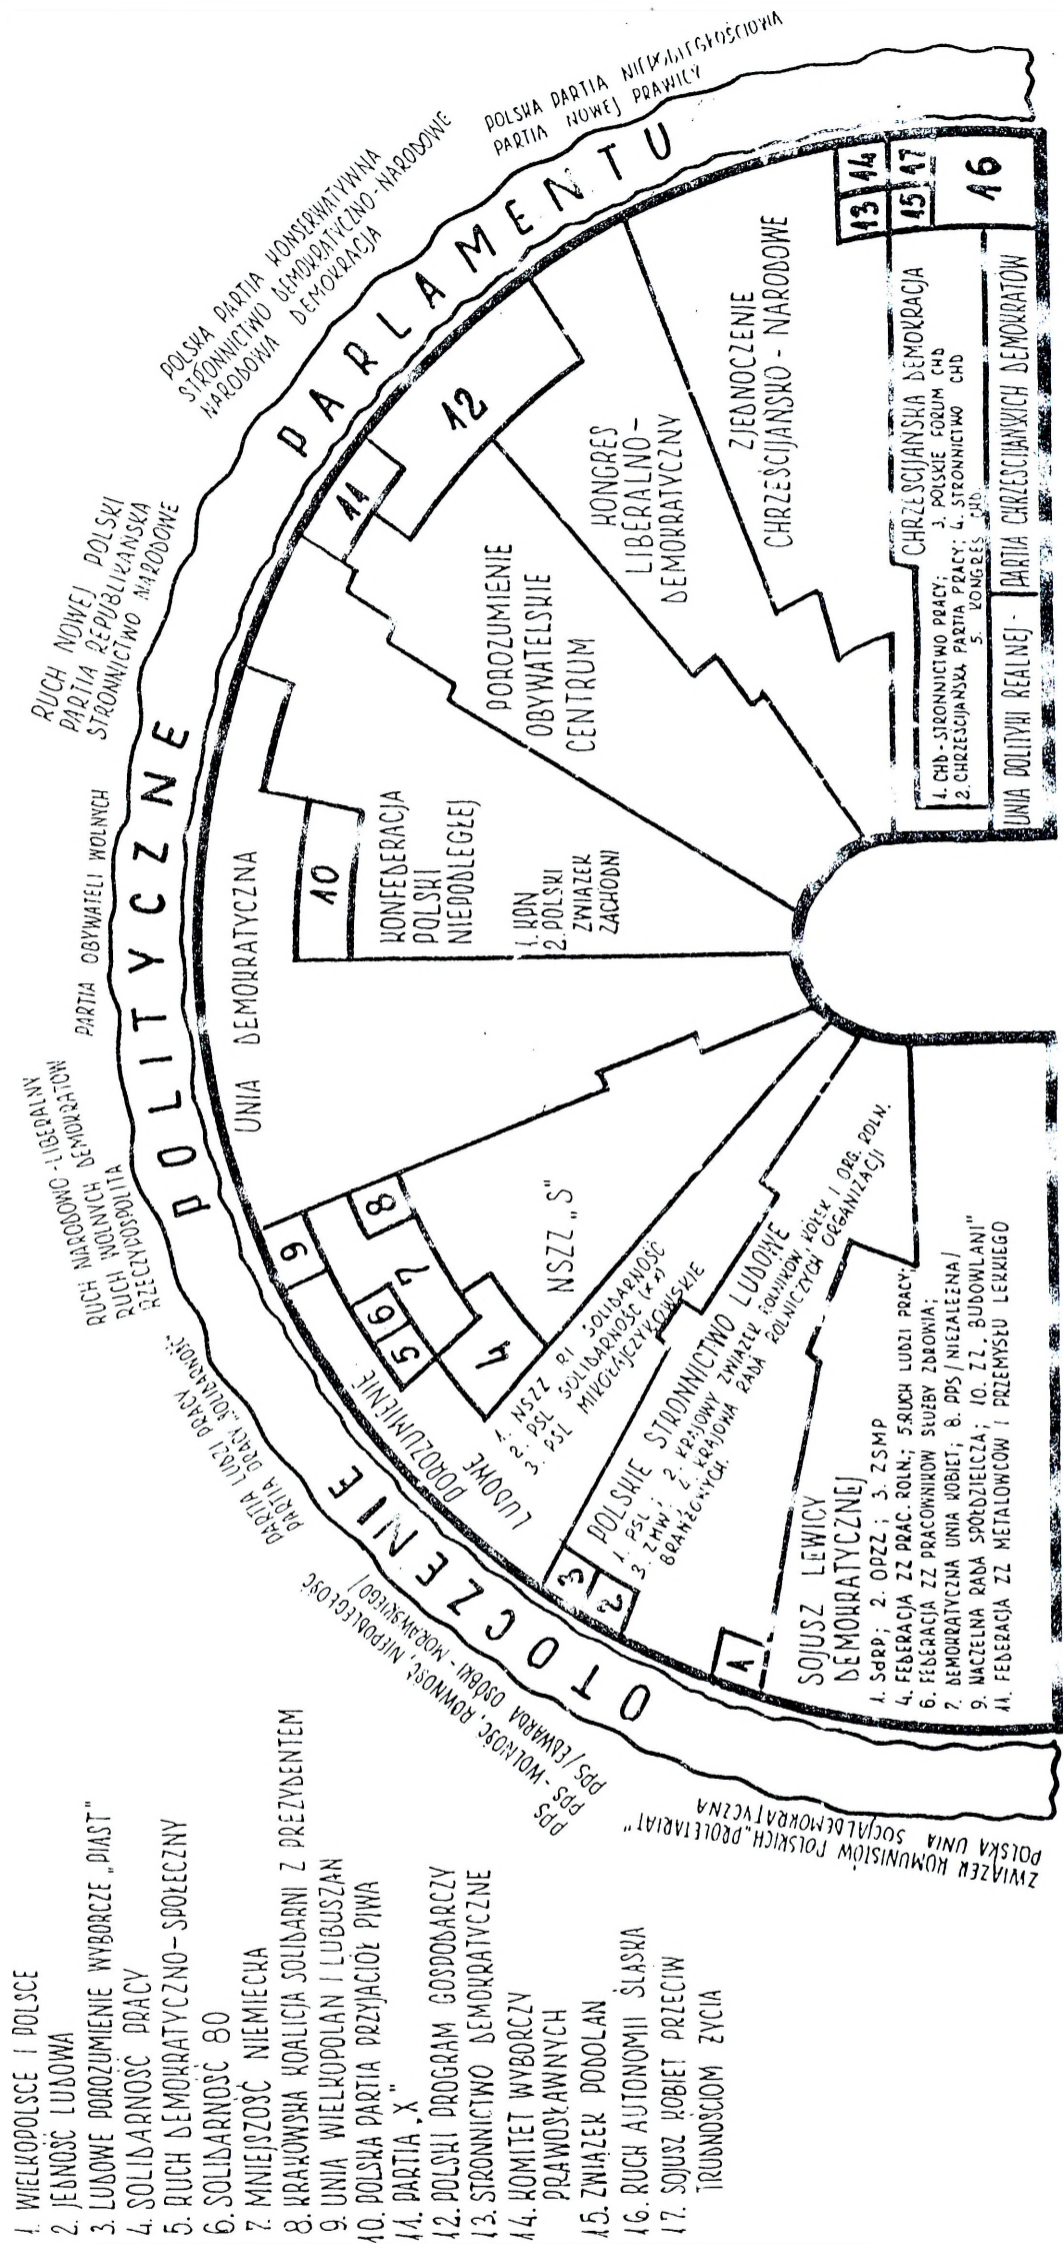 1. WIELKOPOLSCE I POLSCE
2. JEDNOŚĆ LUDOWA
3. LUDOWE POROZUMIENIE WYBORCZE „PIAST"
4. SOLIDARNOŚĆ PRACY
5. RUCH DEMOKRATYCZNO-SPOŁECZNY
6. SOLIDARNOŚĆ 80
7. MNIEJSZOŚĆ NIEMIECKA
8. KRAKOWSKA KOALICJA SOLIDARNI Z PREZYDENTEM
9. UNIA WIELKOPOLAN I LUBUSZAN
10. POLSKA PARTIA PRZYJACIÓŁ PIWA
11. PARTIA „X"
12. POLSKI PROGRAM GOSPODARCZY
13. STRONNICTWO DEMOKRATYCZNE
14. KOMITET WYBORCZY
PRAWOSŁAWNYCH
15. ZWIĄZEK PODOLAN
16. RUCH AUTONOMII ŚLĄSKA
17. SOJUSZ KOBIET PRZECIW
TRUDNOŚCIOM ŻYCIA
ZWIĄZEK KOMUNISTÓW POLSKICH „PROLETARIAT"
POLSKA UNIA SOCJALDEMOKRATYCZNA
PPS
PPS - WOLNOŚĆ, RÓWNOŚĆ, NIEPODLEGŁOŚĆ
PPS /EDWARDA OSÓBKI - MORAWSKIEGO/
PARTIA LUDZI PRACY
PARTIA PRACY „SOLIDARNOŚĆ"
RUCH NARODOWO-LIBERALNY
RUCH WOLNYCH DEMOKRATÓW
RZECZYPOSPOLITA
PARTIA OBYWATELI WOLNYCH
RUCH NOWEJ POLSKI
PARTIA REPUBLIKAŃSKA
STRONNICTWO NARODOWE
POLSKA PARTIA KONSERWATYWNA
STRONNICTWO DEMOKRATYCZNO-NARODOWE
NARODOWA DEMOKRACJA
POLSKA PARTIA NIEPODLEGŁOŚCIOWA
PARTIA NOWEJ PRAWICY
OTOCZENIE POLITYCZNE PARLAMENTU
SOJUSZ LEWICY
DEMOKRATYCZNEJ
1. SdRP; 2. OPZZ; 3. ZSMP
4. FEDERACJA ZZ PRAC. ROLN.; 5. RUCH LUDZI PRACY;
6. FEDERACJA ZZ PRACOWNIKÓW SŁUŻBY ZDROWIA;
7. DEMOKRATYCZNA UNIA KOBIET; 8. PPS /NIEZALEŻNA/
9. NACZELNA RADA SPÓŁDZIELCZA; 10. ZZ „BUDOWLANI"
11. FEDERACJA ZZ METALOWCÓW I PRZEMYSŁU LEKKIEGO
1
2
3
POLSKIE STRONNICTWO LUDOWE
1. PSL; 2. KRAJOWY ZWIĄZEK ROLNIKÓW, KÓŁEK I ORG. ROLN.
3. ZMW; 4. KRAJOWA RADA ROLNICZYCH ORGANIZACJI
BRANŻOWYCH.
LUDOWE POROZUMIENIE
1. NSZZ RI SOLIDARNOŚĆ
2. PSL SOLIDARNOŚĆ (xx)
3. PSL MIKOŁAJCZYKOWSKIE
NSZZ „S"
4
5
6
7
8
9
UNIA DEMOKRATYCZNA
10
KONFEDERACJA
POLSKI
NIEPODLEGŁEJ
1. KPN
2. POLSKI
ZWIĄZEK
ZACHODNI
POROZUMIENIE
OBYWATELSKIE
CENTRUM
11
12
KONGRES
LIBERALNO-
DEMOKRATYCZNY
ZJEDNOCZENIE
CHRZEŚCIJAŃSKO - NARODOWE
13
14
15
17
16
CHRZEŚCIJAŃSKA DEMOKRACJA
1. CHD - STRONNICTWO PRACY; 3. POLSKIE FORUM CHD
2. CHRZEŚCIJAŃSKA PARTIA PRACY; 4. STRONNICTWO CHD
5. KONGRES CHD
PARTIA CHRZEŚCIJAŃSKICH DEMOKRATÓW
UNIA POLITYKI REALNEJ -